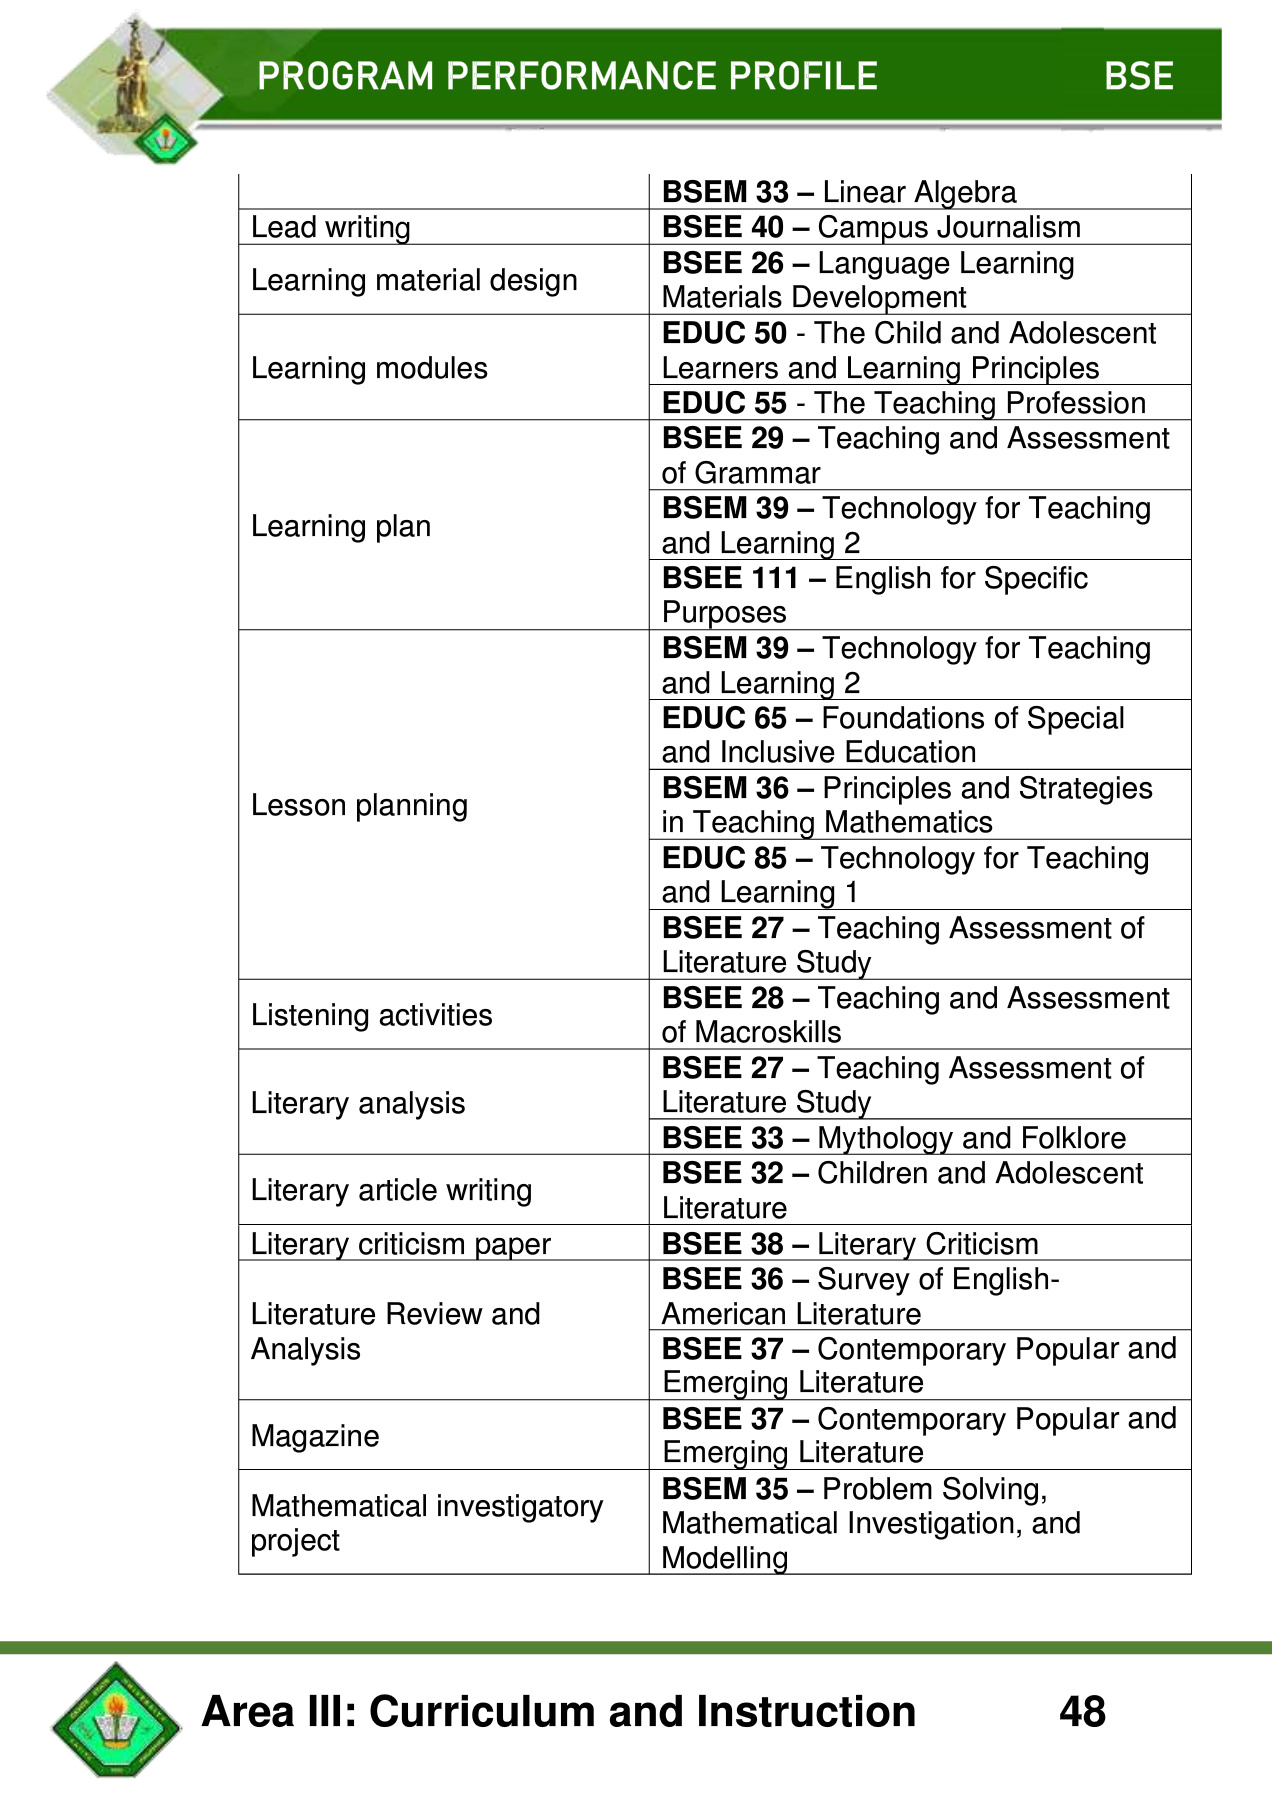 PROGRAM PERFORMANCE PROFILE BSE
BSEM 33 – Linear Algebra
Lead writing
BSEE 40 – Campus Journalism
Learning material design
BSEE 26 – Language Learning
Materials Development
Learning modules
EDUC 50 - The Child and Adolescent
Learners and Learning Principles
EDUC 55 - The Teaching Profession
Learning plan
BSEE 29 – Teaching and Assessment
of Grammar
BSEM 39 – Technology for Teaching
and Learning 2
BSEE 111 – English for Specific
Purposes
Lesson planning
BSEM 39 – Technology for Teaching
and Learning 2
EDUC 65 – Foundations of Special
and Inclusive Education
BSEM 36 – Principles and Strategies
in Teaching Mathematics
EDUC 85 – Technology for Teaching
and Learning 1
BSEE 27 – Teaching Assessment of
Literature Study
Listening activities
BSEE 28 – Teaching and Assessment
of Macroskills
Literary analysis
BSEE 27 – Teaching Assessment of
Literature Study
BSEE 33 – Mythology and Folklore
Literary article writing
BSEE 32 – Children and Adolescent
Literature
Literary criticism paper
BSEE 38 – Literary Criticism
Literature Review and
Analysis
BSEE 36 – Survey of English-
American Literature
BSEE 37 – Contemporary Popular and
Emerging Literature
Magazine
BSEE 37 – Contemporary Popular and
Emerging Literature
Mathematical investigatory
project
BSEM 35 – Problem Solving,
Mathematical Investigation, and
Modelling
Area III: Curriculum and Instruction 48